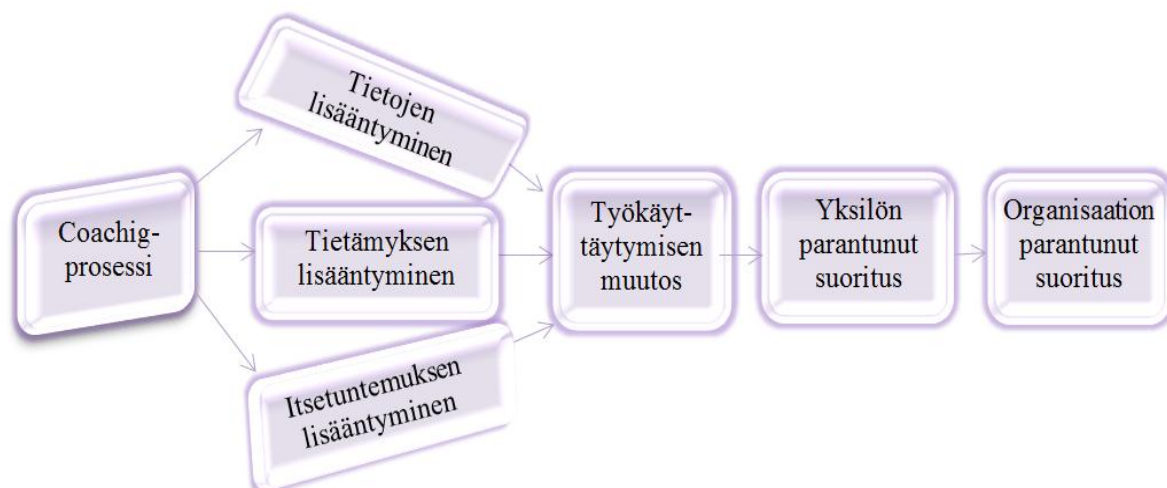 Tietojen
lisääntyminen
Coachig-
prosessi
Tietämyksen
lisääntyminen
Itsetuntemuksen
lisääntyminen
Työkäyt-
täytymisen
muutos
Yksilön
parantunut
suoritus
Organisaation
parantunut
suoritus